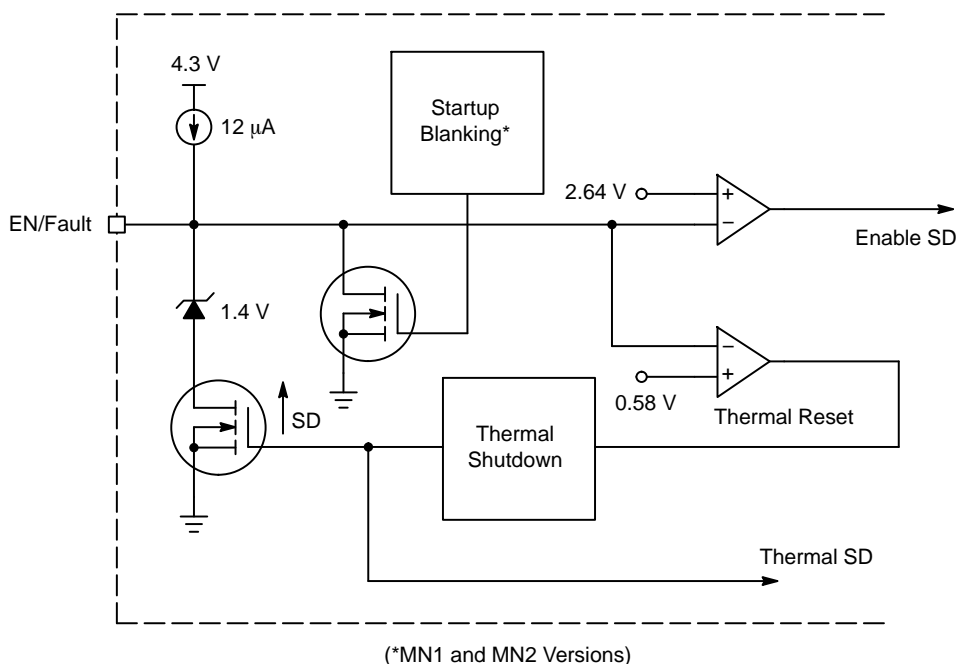 4.3 V
12 μA
Startup
Blanking*
2.64 V
+
−
EN/Fault
Enable SD
1.4 V
−
+
0.58 V
Thermal Reset
SD
Thermal
Shutdown
Thermal SD
(*MN1 and MN2 Versions)